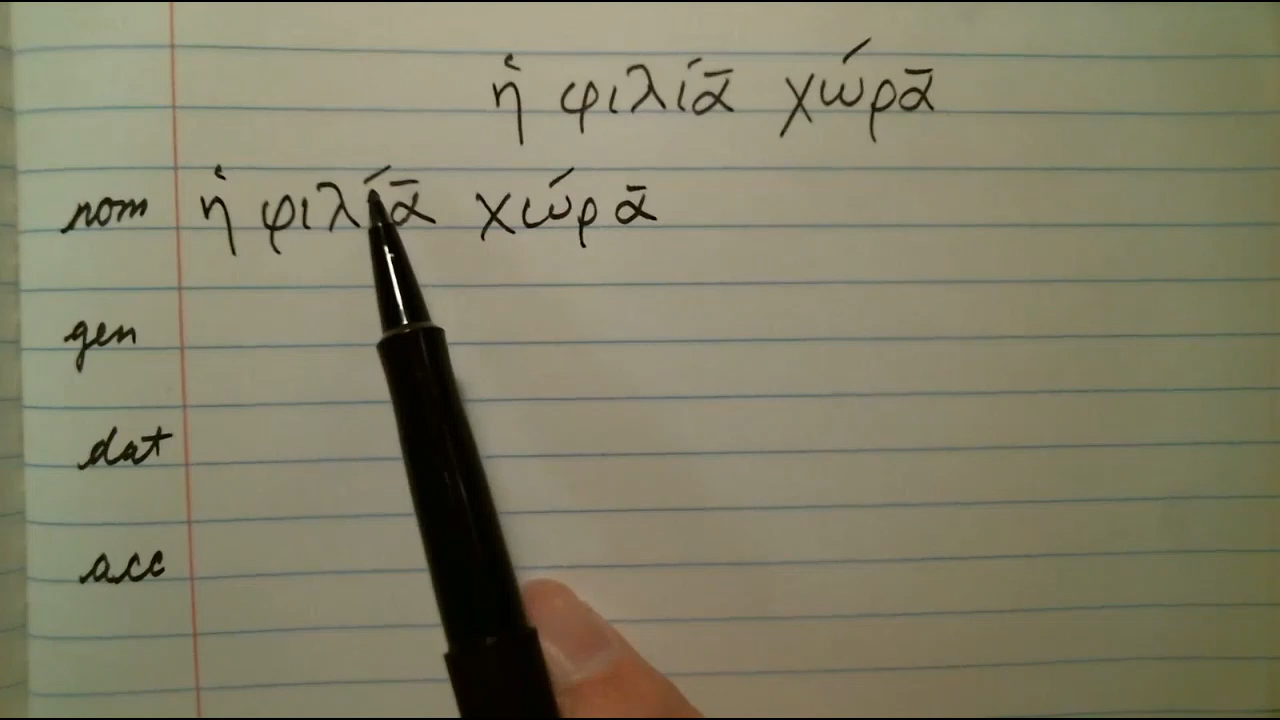 ἡ φιλίᾱ χώρᾱ
nom ἡ φιλίᾱ χώρᾱ
gen
dat
acc